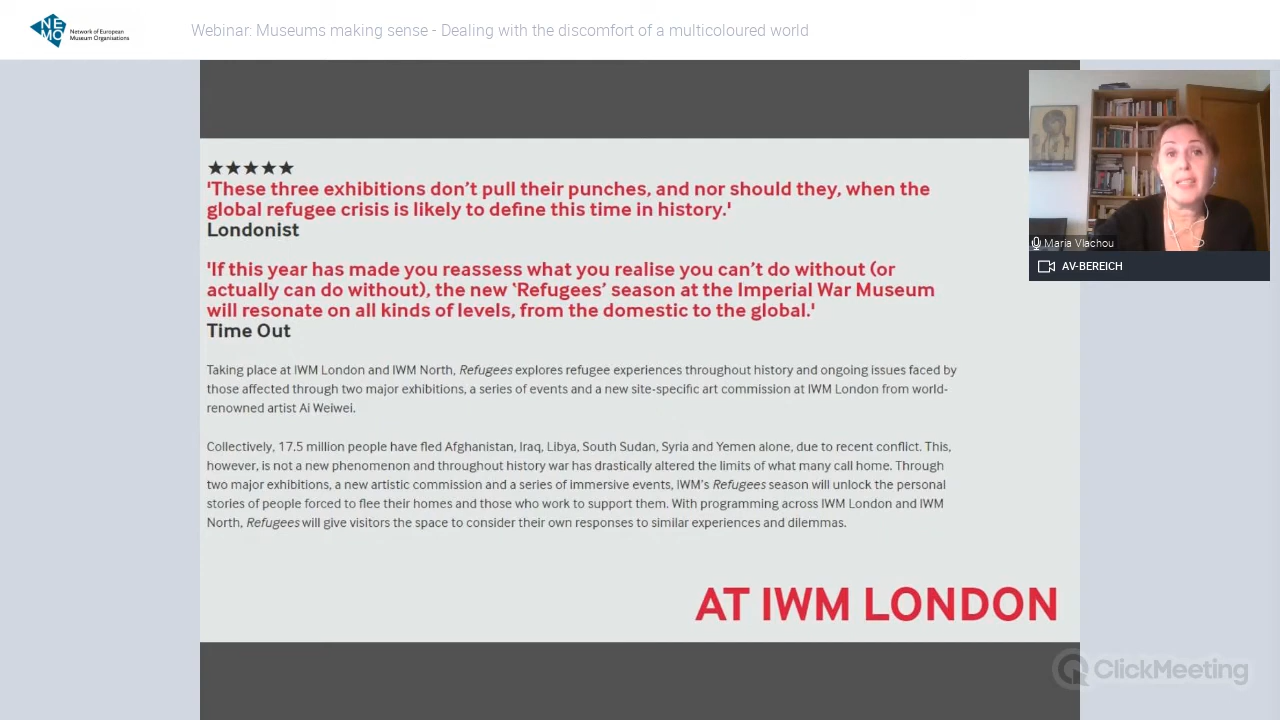 NE
MO
Network of European
Museum Organisations
Webinar: Museums making sense - Dealing with the discomfort of a multicoloured world
★★★★★
'These three exhibitions don’t pull their punches, and nor should they, when the
global refugee crisis is likely to define this time in history.'
Londonist
'If this year has made you reassess what you realise you can’t do without (or
actually can do without), the new ‘Refugees’ season at the Imperial War Museum
will resonate on all kinds of levels, from the domestic to the global.'
Time Out
Taking place at IWM London and IWM North, Refugees explores refugee experiences throughout history and ongoing issues faced by
those affected through two major exhibitions, a series of events and a new site-specific art commission at IWM London from world-
renowned artist Ai Weiwei.
Collectively, 17.5 million people have fled Afghanistan, Iraq, Libya, South Sudan, Syria and Yemen alone, due to recent conflict. This,
however, is not a new phenomenon and throughout history war has drastically altered the limits of what many call home. Through
two major exhibitions, a new artistic commission and a series of immersive events, IWM’s Refugees season will unlock the personal
stories of people forced to flee their homes and those who work to support them. With programming across IWM London and IWM
North, Refugees will give visitors the space to consider their own responses to similar experiences and dilemmas.
AT IWM LONDON
Maria Vlachou
AV-BEREICH
ClickMeeting